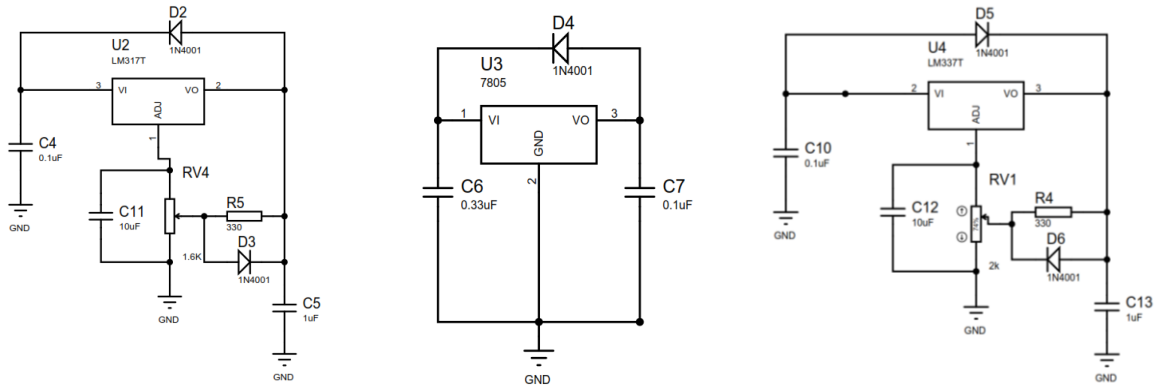 D2
1N4001
U2
LM317T
3
VI
VO
2
ADJ
1
C4
0.1uF
GND
RV4
C11
10uF
R5
330
D3
1N4001
1.6K
GND
C5
1uF
GND
D4
1N4001
U3
7805
1
VI
VO
3
GND
2
C6
0.33uF
C7
0.1uF
GND
D5
1N4001
U4
LM337T
2
VI
VO
3
ADJ
1
C10
0.1uF
GND
RV1
C12
10uF
74%
R4
330
D6
1N4001
2k
GND
C13
1uF
GND